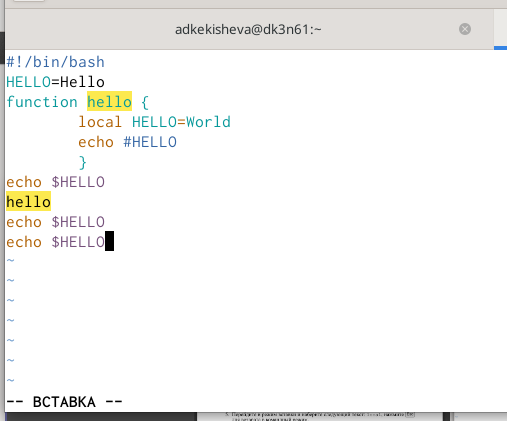 adkekisheva@dk3n61:~
#!/bin/bash
HELLO=Hello
function hello {
        local HELLO=World
        echo #HELLO
        }
echo $HELLO
hello
echo $HELLO
echo $HELLO
~
~
~
~
~
~
~
-- ВСТАВКА --